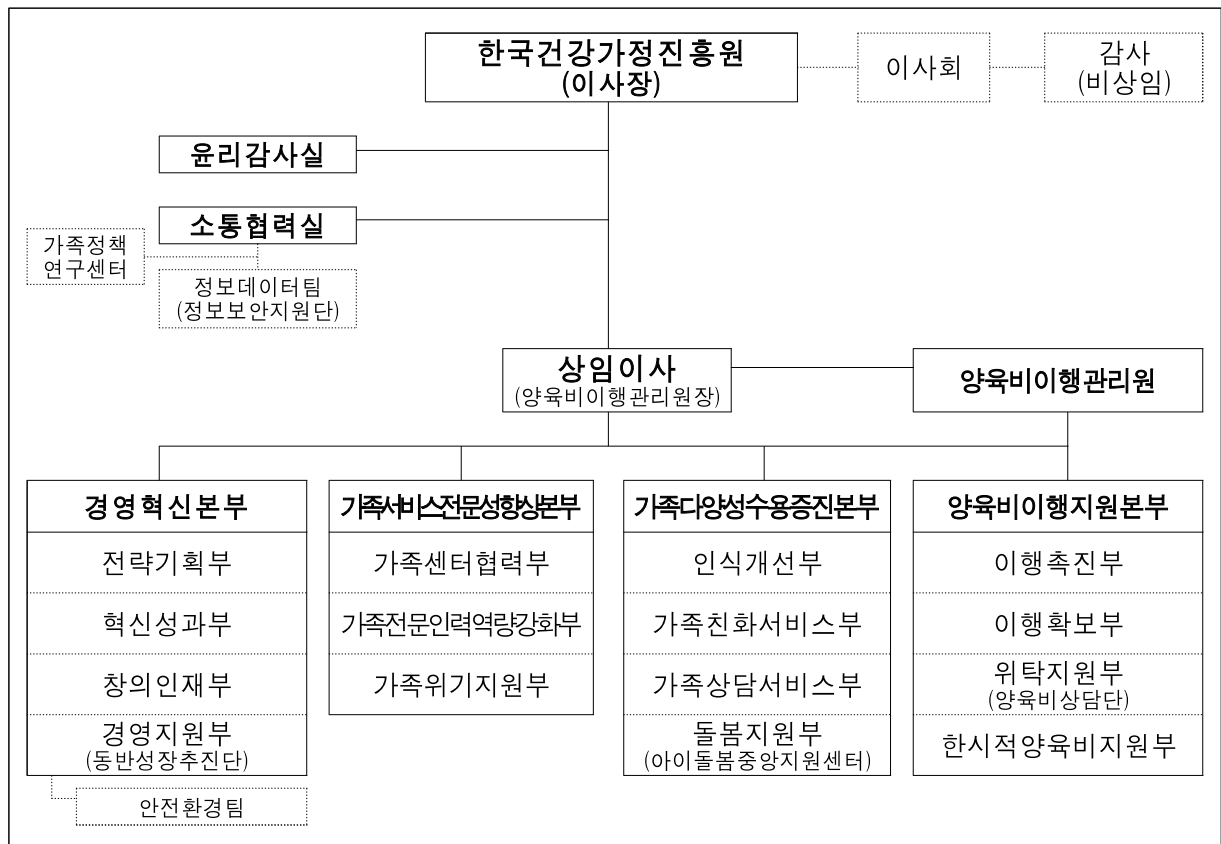 한국건강가정진흥원
(이사장)
이사회
감사
(비상임)
윤리감사실
소통협력실
가족정책
연구센터
정보데이터팀
(정보보안지원단)
상임이사
(양육비이행관리원장)
양육비이행관리원
경영혁신본부
전략기획부
혁신성과부
창의인재부
경영지원부
(동반성장추진단)
안전환경팀
가족서비스전문성향상본부
가족센터협력부
가족전문인력역량강화부
가족위기지원부
가족다양성수용증진본부
인식개선부
가족친화서비스부
가족상담서비스부
돌봄지원부
(아이돌봄중앙지원센터)
양육비이행지원본부
이행촉진부
이행확보부
위탁지원부
(양육비상담단)
한시적양육비지원부